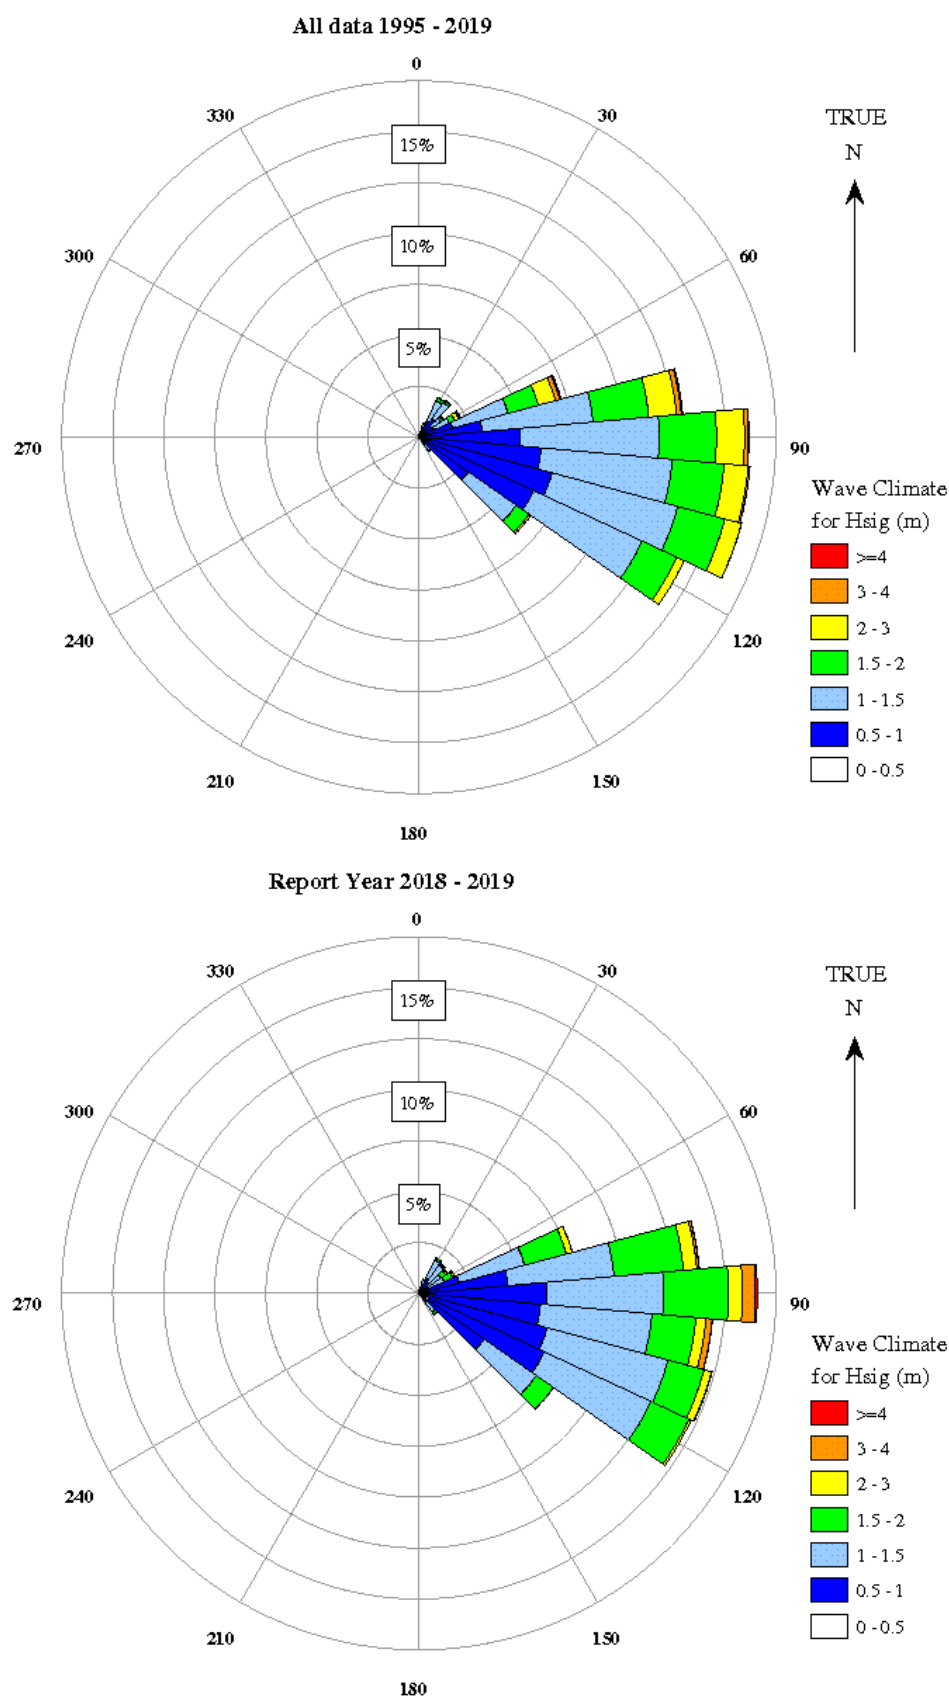 All data 1995 - 2019
0
330
30
TRUE
N
15%
300
10%
60
5%
270
90
Wave Climate
for Hsig (m)
>=4
3 - 4
2 - 3
240
120
1.5 - 2
1 - 1.5
0.5 - 1
0 - 0.5
210
150
180
Report Year 2018 - 2019
0
330
30
TRUE
N
15%
300
10%
60
5%
270
90
Wave Climate
for Hsig (m)
>=4
3 - 4
2 - 3
240
120
1.5 - 2
1 - 1.5
0.5 - 1
0 - 0.5
210
150
180